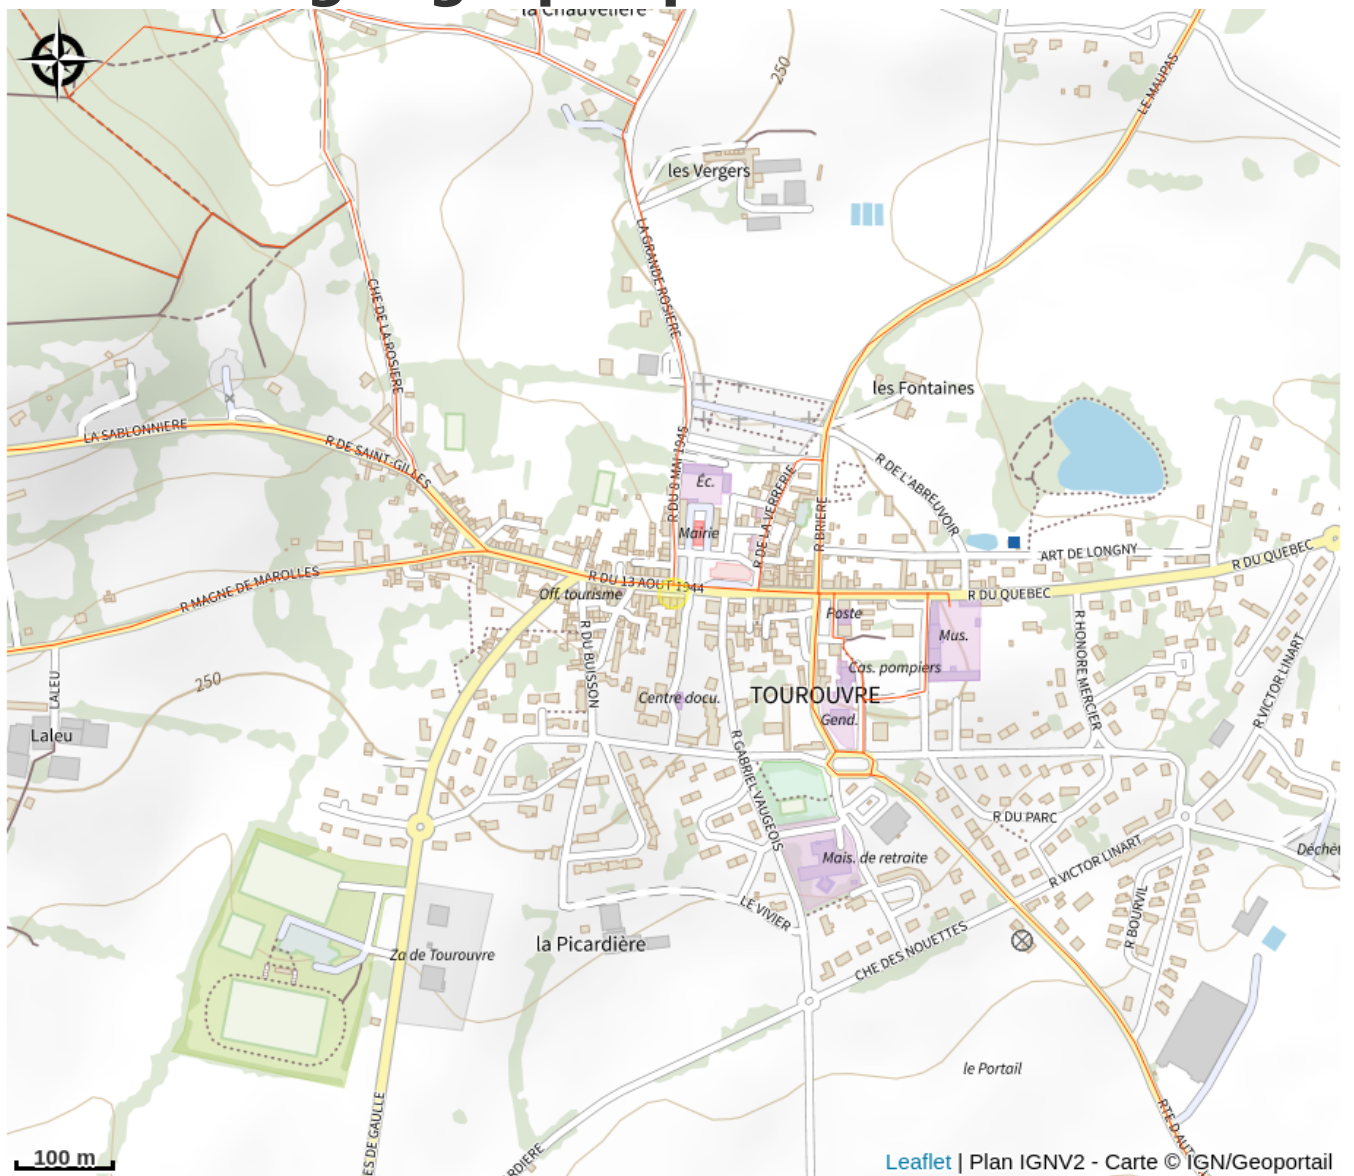 la Chauvelière
250
LE MAUPAS
les Vergers
LA GRANDE ROSIERE
CHE DE LA ROSIERE
les Fontaines
LA SABLONNIERE
R DE SAINT-GILLES
R DU 8 MAI 1945
Éc.
R DE LA VERRERIE
R BRIERE
R DE L'ABREUVOIR
Mairie
ART DE LONGNY
R DU QUEBEC
R MAGNE DE MAROLLES
R DU 13 AOUT 1944
Off. tourisme
R DU QUEBEC
Poste
Mus.
R DU BUISSON
R HONORE MERCIER
Cas. pompiers
250
LALEU
Centre docu.
TOUROUVRE
R VICTOR LINART
Gend.
Laleu
R GABRIEL VAUGEOIS
R DU PARC
Mais. de retraite
R VICTOR LINART
Déchèt
LE VIVIER
R BOURVIL
la Picardière
CHE DES NOUETTES
Za de Tourouvre
le Portail
ES DE GAULLE
RTE D'AUT
RDIERE
100 m
Leaflet | Plan IGNV2 - Carte © IGN/Geoportail